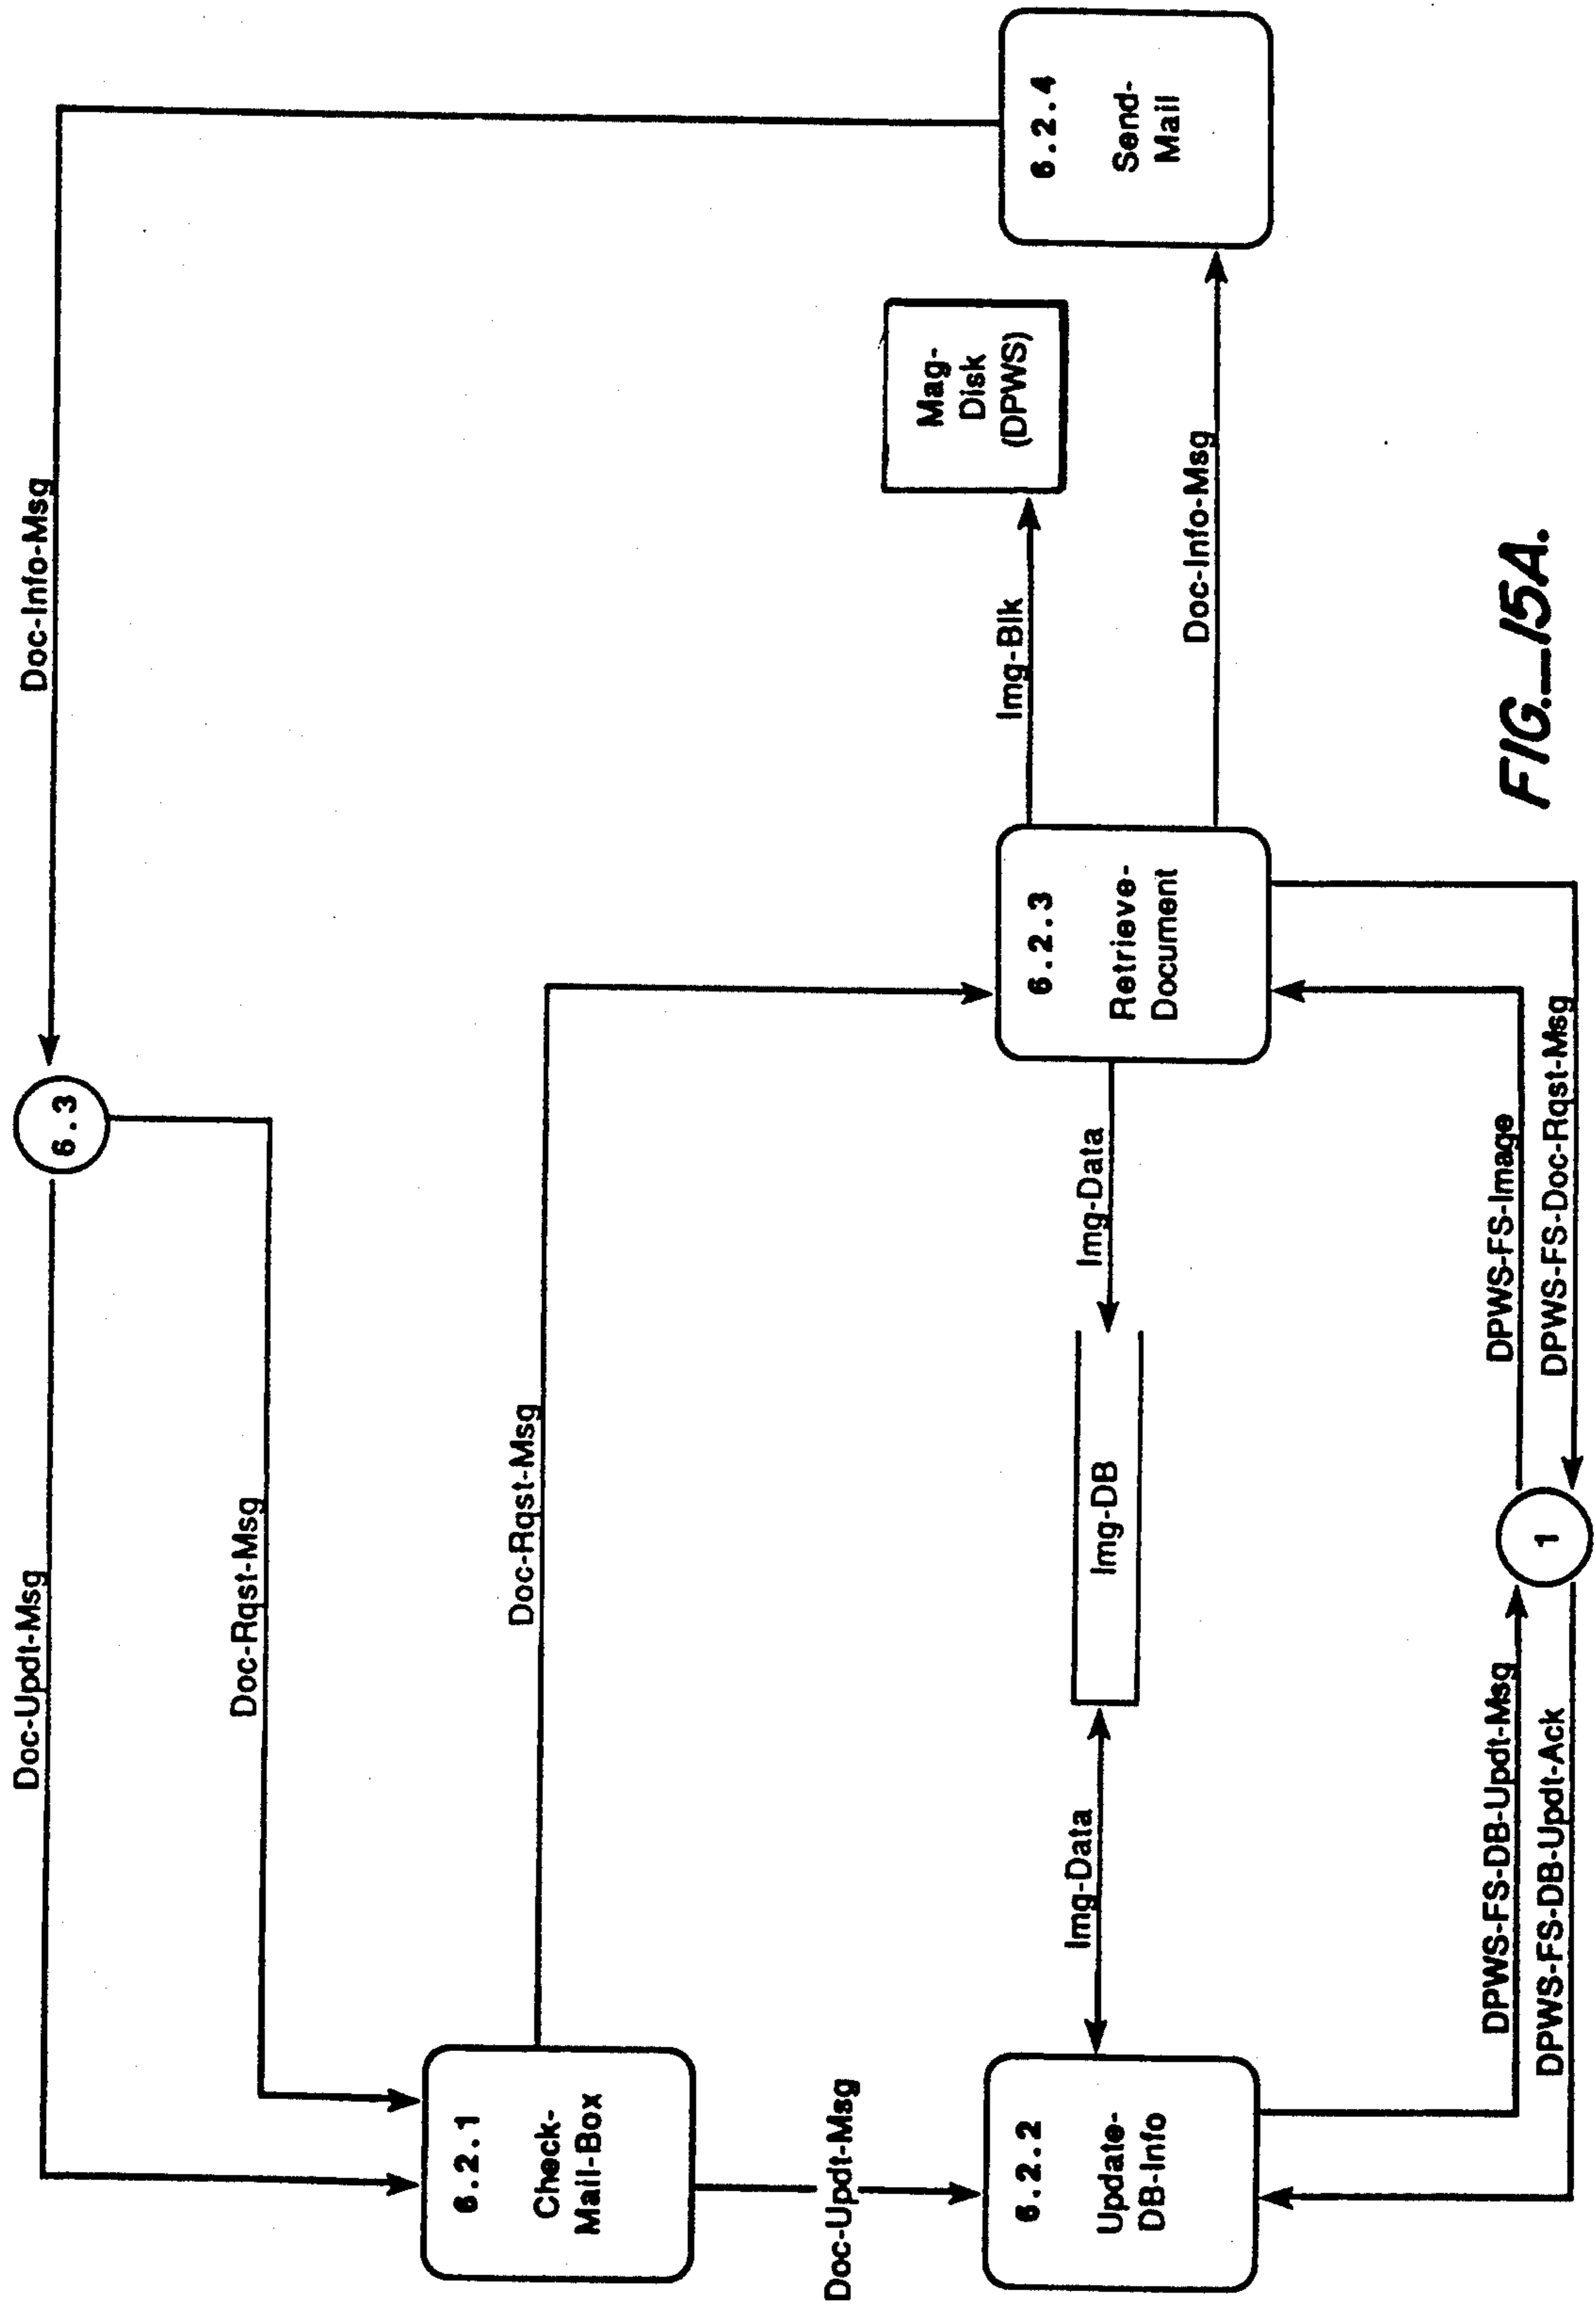 Doc-Updt-Msg
6.3
Doc-Info-Msg
Doc-Rqst-Msg
6.2.1
Check-
Mail-Box
Doc-Rqst-Msg
Doc-Updt-Msg
6.2.2
Update-
DB-Info
Img-Data
Img-DB
Img-Data
6.2.3
Retrieve-
Document
Img-Blk
Mag-
Disk
(DPWS)
Doc-Info-Msg
6.2.4
Send-
Mail
DPWS-FS-DB-Updt-Msg
DPWS-FS-DB-Updt-Ack
1
DPWS-FS-Image
DPWS-FS-Doc-Rqst-Msg
FIG._15A.